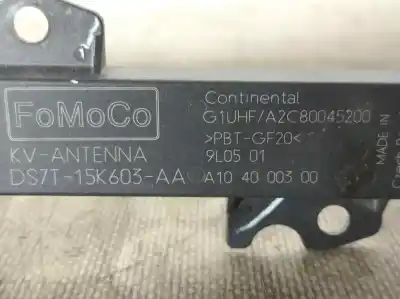 FoMoCo
KV-ANTENNA
DS7T-15K603-AA
Continental
G1UHF/A2C80045200
>PBT-GF20<
9L05 01
A10 40 003 00
MADE IN
Czech